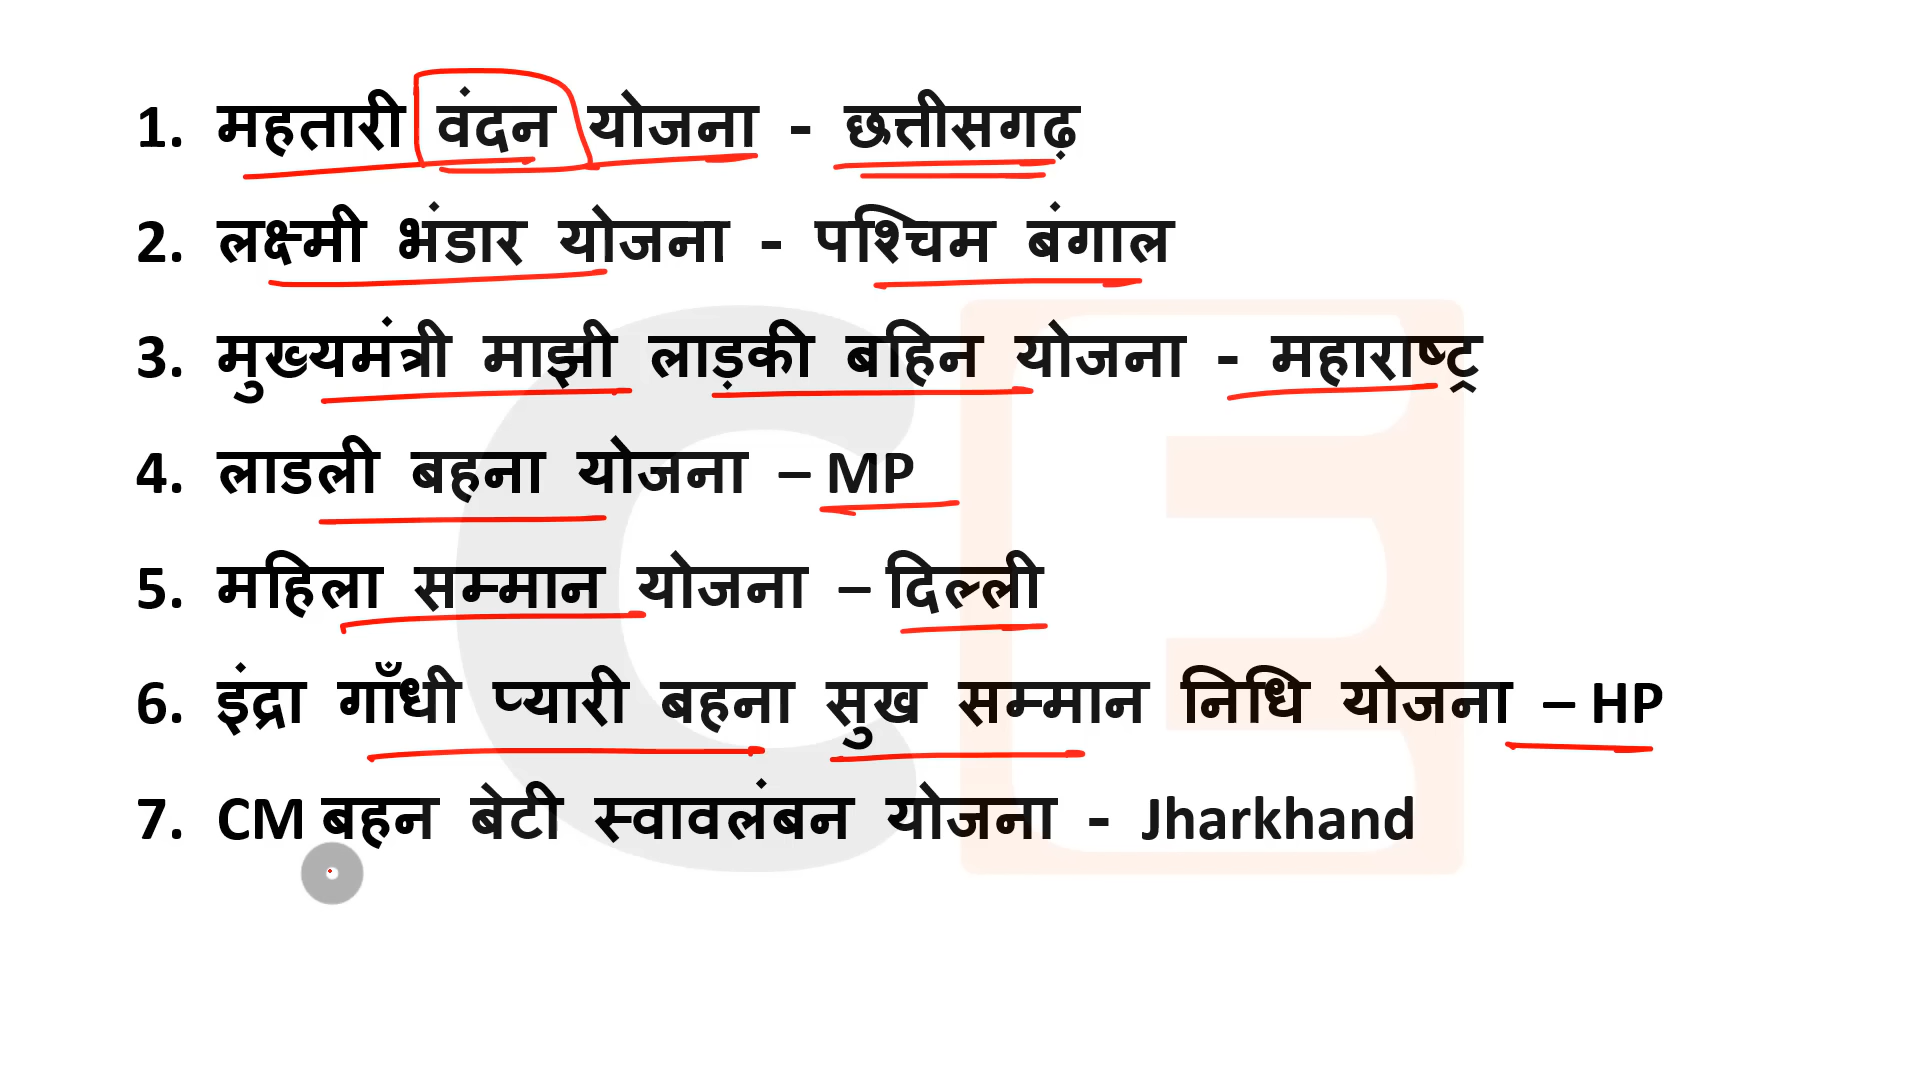 1. महतारी वंदन योजना - छत्तीसगढ़
2. लक्ष्मी भंडार योजना - पश्चिम बंगाल
3. मुख्यमंत्री माझी लाड़की बहिन योजना - महाराष्ट्र
4. लाडली बहना योजना – MP
5. महिला सम्मान योजना – दिल्ली
6. इंद्रा गाँधी प्यारी बहना सुख सम्मान निधि योजना – HP
7. CM बहन बेटी स्वावलंबन योजना - Jharkhand